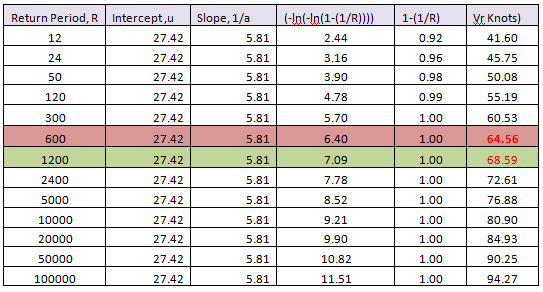 Return Period, R Intercept ,u Slope, 1/a (-ln(-ln(1-(1/R)))) 1-(1/R) Vr Knots)
12 27.42 5.81 2.44 0.92 41.60
24 27.42 5.81 3.16 0.96 45.75
50 27.42 5.81 3.90 0.98 50.08
120 27.42 5.81 4.78 0.99 55.19
300 27.42 5.81 5.70 1.00 60.53
600 27.42 5.81 6.40 1.00 64.56
1200 27.42 5.81 7.09 1.00 68.59
2400 27.42 5.81 7.78 1.00 72.61
5000 27.42 5.81 8.52 1.00 76.88
10000 27.42 5.81 9.21 1.00 80.90
20000 27.42 5.81 9.90 1.00 84.93
50000 27.42 5.81 10.82 1.00 90.25
100000 27.42 5.81 11.51 1.00 94.27